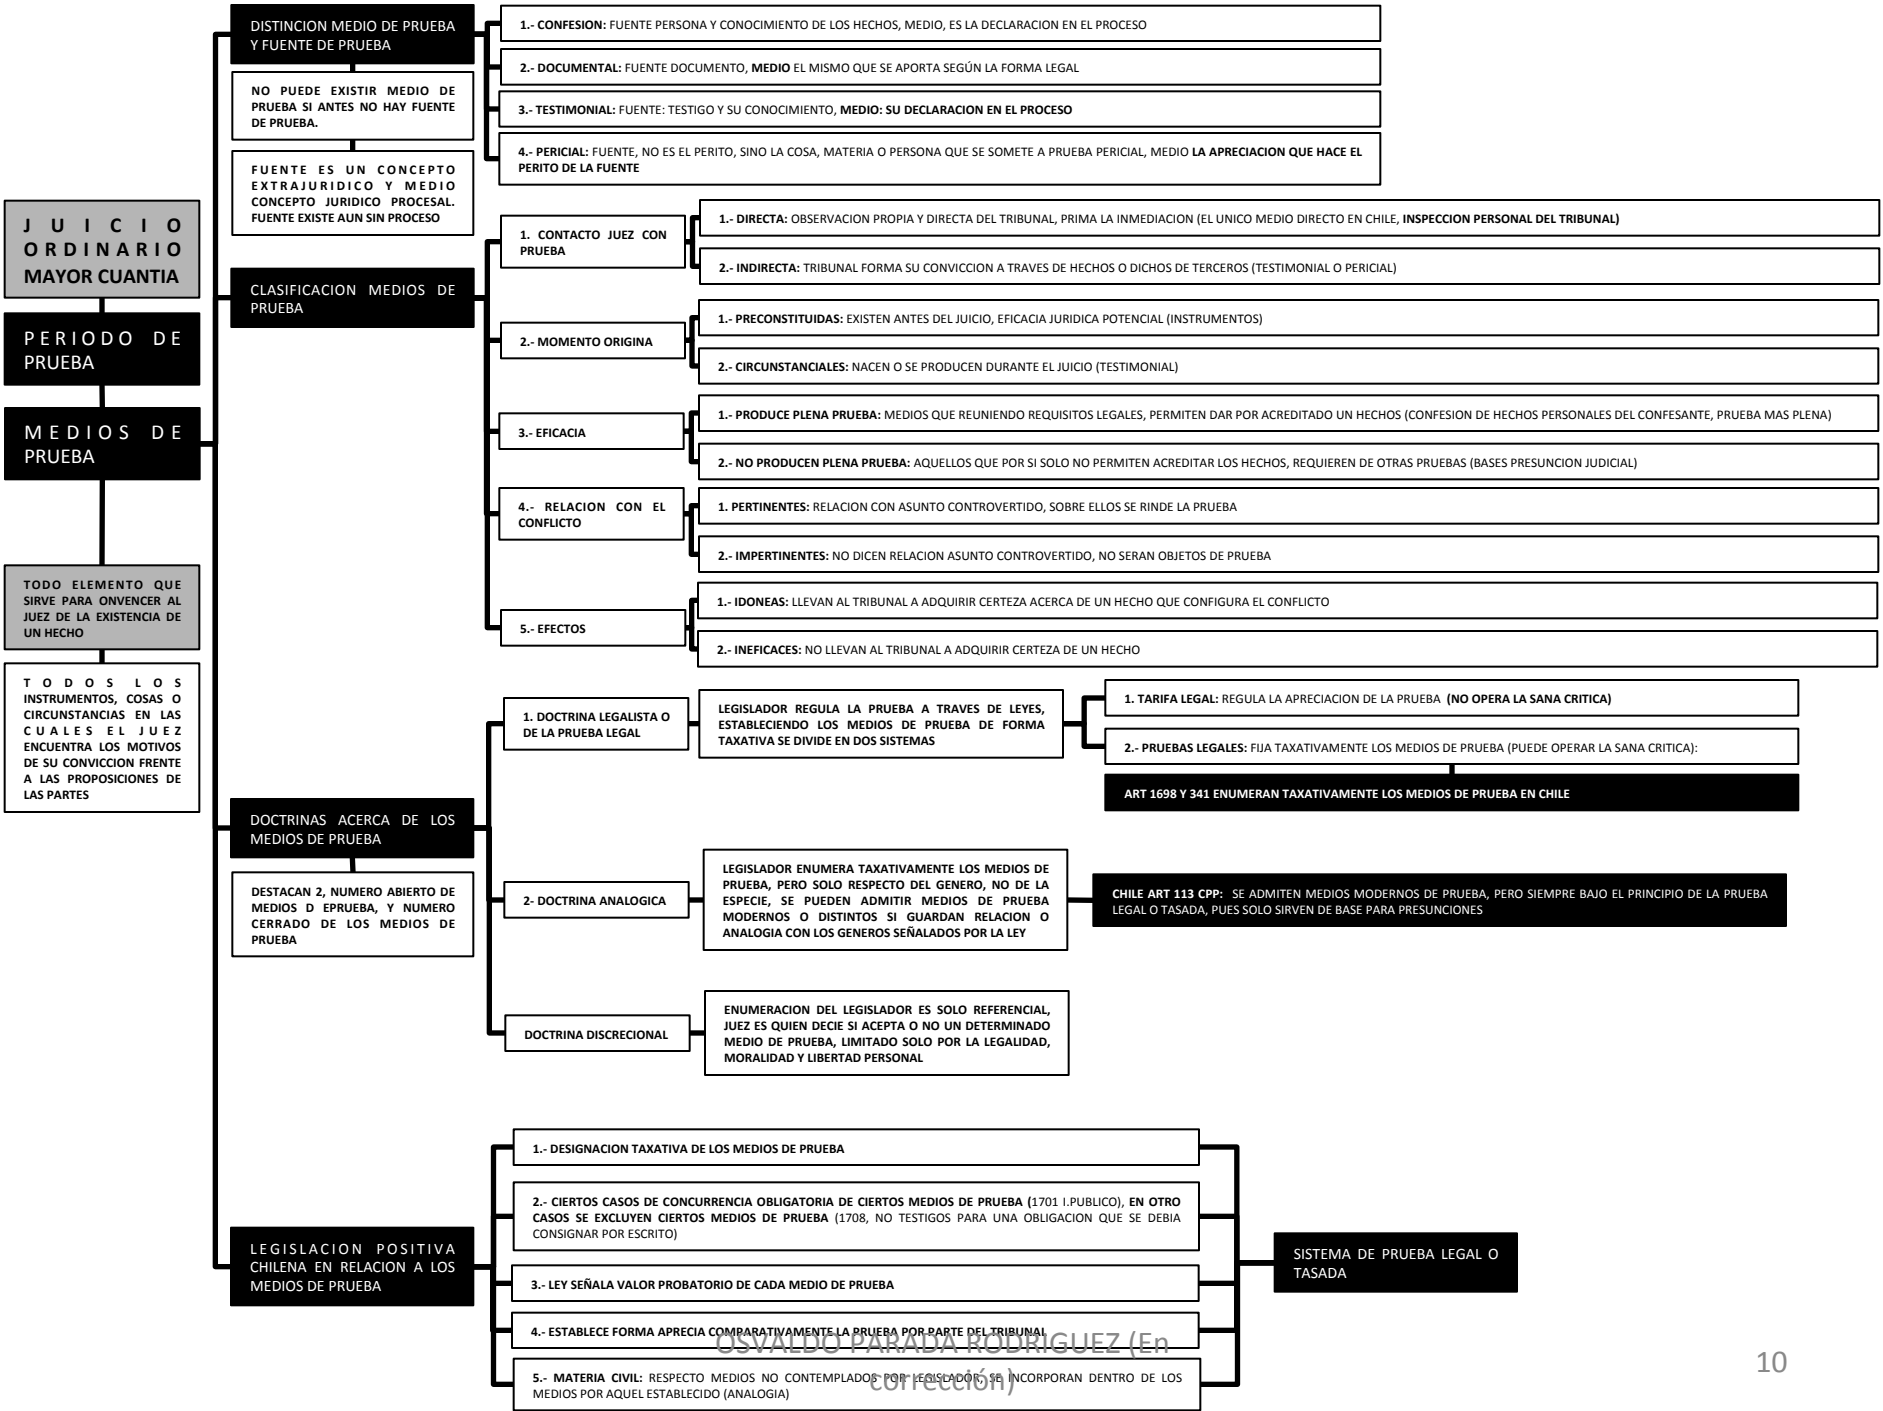 JUICIO
ORDINARIO
MAYOR CUANTIA
PERIODO DE
PRUEBA
MEDIOS DE
PRUEBA
TODO ELEMENTO QUE
SIRVE PARA ONVENCER AL
JUEZ DE LA EXISTENCIA DE
UN HECHO
TODOS LOS
INSTRUMENTOS, COSAS O
CIRCUNSTANCIAS EN LAS
CUALES EL JUEZ
ENCUENTRA LOS MOTIVOS
DE SU CONVICCION FRENTE
A LAS PROPOSICIONES DE
LAS PARTES
DISTINCION MEDIO DE PRUEBA
Y FUENTE DE PRUEBA
NO PUEDE EXISTIR MEDIO DE
PRUEBA SI ANTES NO HAY FUENTE
DE PRUEBA.
FUENTE ES UN CONCEPTO
EXTRAJURIDICO Y MEDIO
CONCEPTO JURIDICO PROCESAL.
FUENTE EXISTE AUN SIN PROCESO
1.- CONFESION: FUENTE PERSONA Y CONOCIMIENTO DE LOS HECHOS, MEDIO, ES LA DECLARACION EN EL PROCESO
2.- DOCUMENTAL: FUENTE DOCUMENTO, MEDIO EL MISMO QUE SE APORTA SEGÚN LA FORMA LEGAL
3.- TESTIMONIAL: FUENTE: TESTIGO Y SU CONOCIMIENTO, MEDIO: SU DECLARACION EN EL PROCESO
4.- PERICIAL: FUENTE, NO ES EL PERITO, SINO LA COSA, MATERIA O PERSONA QUE SE SOMETE A PRUEBA PERICIAL, MEDIO LA APRECIACION QUE HACE EL
PERITO DE LA FUENTE
CLASIFICACION MEDIOS DE
PRUEBA
1. CONTACTO JUEZ CON
PRUEBA
1.- DIRECTA: OBSERVACION PROPIA Y DIRECTA DEL TRIBUNAL, PRIMA LA INMEDIACION (EL UNICO MEDIO DIRECTO EN CHILE, INSPECCION PERSONAL DEL TRIBUNAL)
2.- INDIRECTA: TRIBUNAL FORMA SU CONVICCION A TRAVES DE HECHOS O DICHOS DE TERCEROS (TESTIMONIAL O PERICIAL)
2.- MOMENTO ORIGINA
1.- PRECONSTITUIDAS: EXISTEN ANTES DEL JUICIO, EFICACIA JURIDICA POTENCIAL (INSTRUMENTOS)
2.- CIRCUNSTANCIALES: NACEN O SE PRODUCEN DURANTE EL JUICIO (TESTIMONIAL)
3.- EFICACIA
1.- PRODUCE PLENA PRUEBA: MEDIOS QUE REUNIENDO REQUISITOS LEGALES, PERMITEN DAR POR ACREDITADO UN HECHOS (CONFESION DE HECHOS PERSONALES DEL CONFESANTE, PRUEBA MAS PLENA)
2.- NO PRODUCEN PLENA PRUEBA: AQUELLOS QUE POR SI SOLO NO PERMITEN ACREDITAR LOS HECHOS, REQUIEREN DE OTRAS PRUEBAS (BASES PRESUNCION JUDICIAL)
4.- RELACION CON EL
CONFLICTO
1. PERTINENTES: RELACION CON ASUNTO CONTROVERTIDO, SOBRE ELLOS SE RINDE LA PRUEBA
2.- IMPERTINENTES: NO DICEN RELACION ASUNTO CONTROVERTIDO, NO SERAN OBJETOS DE PRUEBA
5.- EFECTOS
1.- IDONEAS: LLEVAN AL TRIBUNAL A ADQUIRIR CERTEZA ACERCA DE UN HECHO QUE CONFIGURA EL CONFLICTO
2.- INEFICACES: NO LLEVAN AL TRIBUNAL A ADQUIRIR CERTEZA DE UN HECHO
DOCTRINAS ACERCA DE LOS
MEDIOS DE PRUEBA
DESTACAN 2, NUMERO ABIERTO DE
MEDIOS D EPRUEBA, Y NUMERO
CERRADO DE LOS MEDIOS DE
PRUEBA
1. DOCTRINA LEGALISTA O
DE LA PRUEBA LEGAL
LEGISLADOR REGULA LA PRUEBA A TRAVES DE LEYES,
ESTABLECIENDO LOS MEDIOS DE PRUEBA DE FORMA
TAXATIVA SE DIVIDE EN DOS SISTEMAS
1. TARIFA LEGAL: REGULA LA APRECIACION DE LA PRUEBA (NO OPERA LA SANA CRITICA)
2.- PRUEBAS LEGALES: FIJA TAXATIVAMENTE LOS MEDIOS DE PRUEBA (PUEDE OPERAR LA SANA CRITICA):
ART 1698 Y 341 ENUMERAN TAXATIVAMENTE LOS MEDIOS DE PRUEBA EN CHILE
2- DOCTRINA ANALOGICA
LEGISLADOR ENUMERA TAXATIVAMENTE LOS MEDIOS DE
PRUEBA, PERO SOLO RESPECTO DEL GENERO, NO DE LA
ESPECIE, SE PUEDEN ADMITIR MEDIOS DE PRUEBA
MODERNOS O DISTINTOS SI GUARDAN RELACION O
ANALOGIA CON LOS GENEROS SEÑALADOS POR LA LEY
CHILE ART 113 CPP: SE ADMITEN MEDIOS MODERNOS DE PRUEBA, PERO SIEMPRE BAJO EL PRINCIPIO DE LA PRUEBA
LEGAL O TASADA, PUES SOLO SIRVEN DE BASE PARA PRESUNCIONES
DOCTRINA DISCRECIONAL
ENUMERACION DEL LEGISLADOR ES SOLO REFERENCIAL,
JUEZ ES QUIEN DECIE SI ACEPTA O NO UN DETERMINADO
MEDIO DE PRUEBA, LIMITADO SOLO POR LA LEGALIDAD,
MORALIDAD Y LIBERTAD PERSONAL
LEGISLACION POSITIVA
CHILENA EN RELACION A LOS
MEDIOS DE PRUEBA
1.- DESIGNACION TAXATIVA DE LOS MEDIOS DE PRUEBA
2.- CIERTOS CASOS DE CONCURRENCIA OBLIGATORIA DE CIERTOS MEDIOS DE PRUEBA (1701 I.PUBLICO), EN OTRO
CASOS SE EXCLUYEN CIERTOS MEDIOS DE PRUEBA (1708, NO TESTIGOS PARA UNA OBLIGACION QUE SE DEBIA
CONSIGNAR POR ESCRITO)
3.- LEY SEÑALA VALOR PROBATORIO DE CADA MEDIO DE PRUEBA
4.- ESTABLECE FORMA APRECIA COMPARATIVAMENTE LA PRUEBA POR PARTE DEL TRIBUNAL
5.- MATERIA CIVIL: RESPECTO MEDIOS NO CONTEMPLADOS POR LEGISLADOR, SE INCORPORAN DENTRO DE LOS
MEDIOS POR AQUEL ESTABLECIDO (ANALOGIA)
SISTEMA DE PRUEBA LEGAL O
TASADA
OSVALDO PARADA RODRIGUEZ (En
corrección)
10